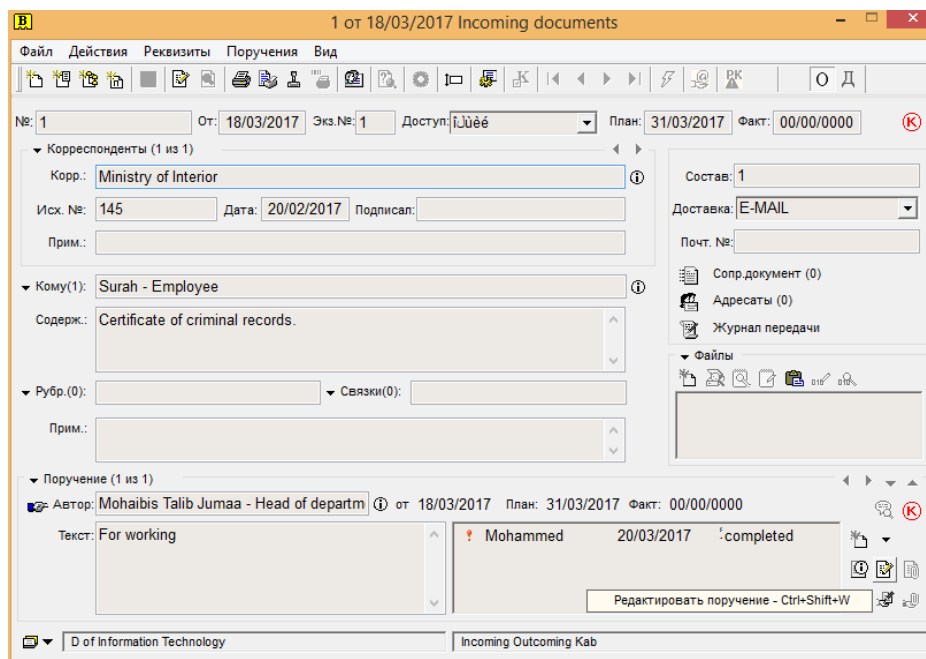 1 от 18/03/2017 Incoming documents
Файл Действия Реквизиты Поручения Вид
О Д
№: 1 От: 18/03/2017 Экз.№: 1 Доступ: План: 31/03/2017 Факт: 00/00/0000
Корреспонденты (1 из 1)
Корр.: Ministry of Interior
Исх. №: 145 Дата: 20/02/2017 Подписал:
Прим.:
Состав: 1
Доставка: E-MAIL
Почт. №:
Сопр.документ (0)
Адресаты (0)
Журнал передачи
Кому(1): Surah - Employee
Содерж.: Certificate of criminal records.
Файлы
Рубр.(0): Связки(0):
Прим.:
Поручение (1 из 1)
Автор: Mohaibis Talib Jumaa - Head of departm от 18/03/2017 План: 31/03/2017 Факт: 00/00/0000
Текст: For working
Mohammed 20/03/2017 completed
Редактировать поручение - Ctrl+Shift+W
D of Information Technology Incoming Outcoming Kab